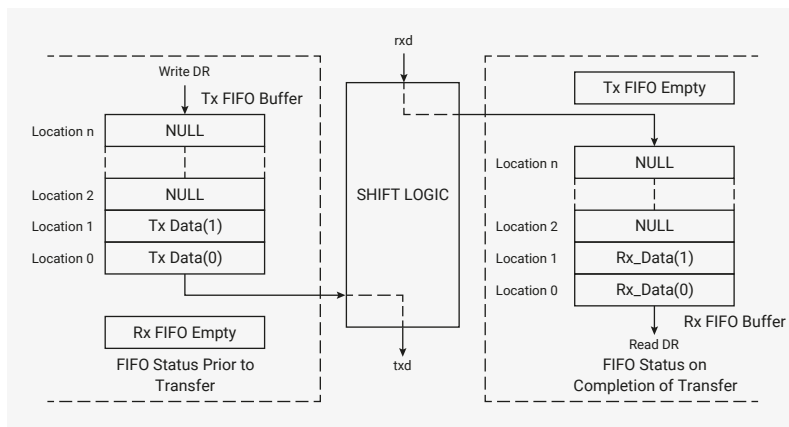 rxd
Write DR
Tx FIFO Buffer
Location n
NULL
Location 2
NULL
Location 1
Tx Data(1)
Location 0
Tx Data(0)
Rx FIFO Empty
FIFO Status Prior to
Transfer
SHIFT LOGIC
txd
Tx FIFO Empty
Location n
NULL
Location 2
NULL
Location 1
Rx_Data(1)
Location 0
Rx_Data(0)
Rx FIFO Buffer
Read DR
FIFO Status on
Completion of Transfer